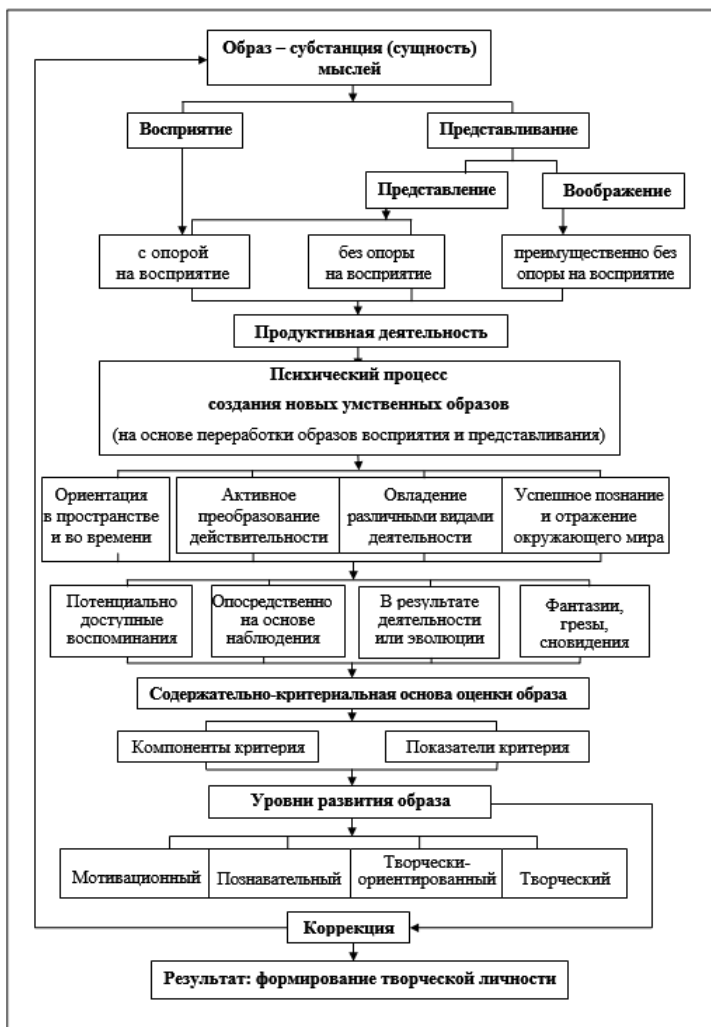 Образ – субстанция (сущность)
мыслей
Восприятие
Представливание
Представление
Воображение
с опорой
на восприятие
без опоры
на восприятие
преимущественно без
опоры на восприятие
Продуктивная деятельность
Психический процесс
создания новых умственных образов
(на основе переработки образов восприятия и представливания)
Ориентация
в пространстве
и во времени
Активное
преобразование
действительности
Овладение
различными видами
деятельности
Успешное познание
и отражение
окружающего мира
Потенциально
доступные
воспоминания
Опосредственно
на основе
наблюдения
В результате
деятельности
или эволюции
Фантазии,
грезы,
сновидения
Содержательно-критериальная основа оценки образа
Компоненты критерия
Показатели критерия
Уровни развития образа
Мотивационный
Познавательный
Творчески-
ориентированный
Творческий
Коррекция
Результат: формирование творческой личности